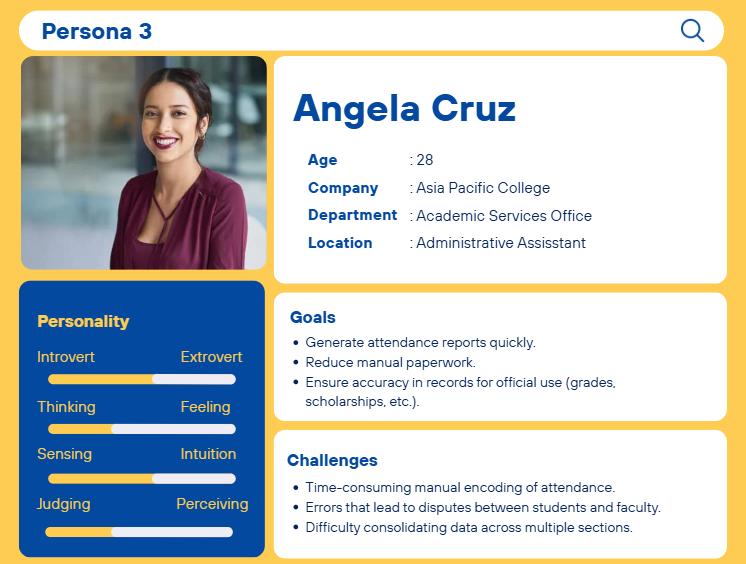 Persona 3
Angela Cruz
Age : 28
Company : Asia Pacific College
Department : Academic Services Office
Location : Administrative Assisstant
Personality
Introvert Extrovert
Thinking Feeling
Sensing Intuition
Judging Perceiving
Goals
• Generate attendance reports quickly.
• Reduce manual paperwork.
• Ensure accuracy in records for official use (grades,
scholarships, etc.).
Challenges
• Time-consuming manual encoding of attendance.
• Errors that lead to disputes between students and faculty.
• Difficulty consolidating data across multiple sections.